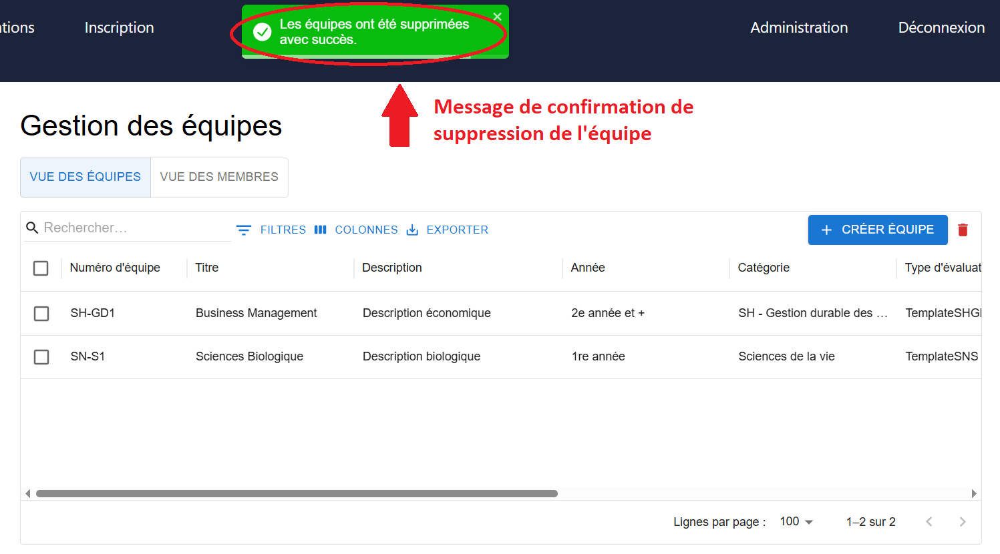 ations
Inscription
Les équipes ont été supprimées
avec succès.
Administration
Déconnexion
Message de confirmation de
suppression de l'équipe
Gestion des équipes
VUE DES ÉQUIPES
VUE DES MEMBRES
Rechercher…
FILTRES
COLONNES
EXPORTER
CRÉER ÉQUIPE
Numéro d'équipe
Titre
Description
Année
Catégorie
Type d'évaluat
SH-GD1
Business Management
Description économique
2e année et +
SH - Gestion durable des …
TemplateSHG
SN-S1
Sciences Biologique
Description biologique
1re année
Sciences de la vie
TemplateSNS
Lignes par page :
100
1–2 sur 2